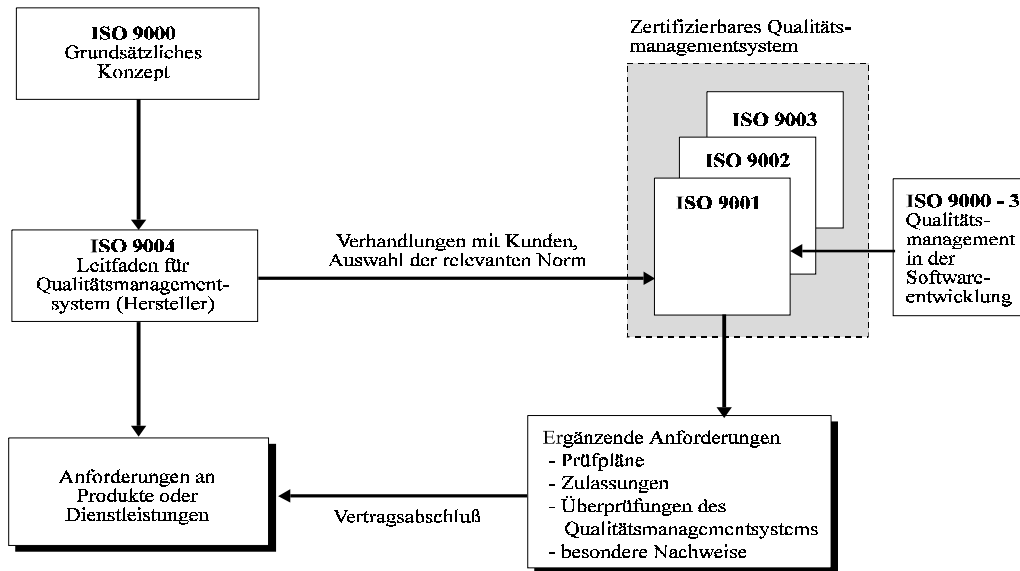 ISO 9000
Grundsätzliches
Konzept
Zertifizierbares Qualitäts-
managementsystem
ISO 9003
ISO 9002
ISO 9001
ISO 9000 - 3
Qualitäts-
management
in der
Software-
entwicklung
ISO 9004
Leitfaden für
Qualitätsmanagement-
system (Hersteller)
Verhandlungen mit Kunden,
Auswahl der relevanten Norm
Anforderungen an
Produkte oder
Dienstleistungen
Vertragsabschluß
Ergänzende Anforderungen
- Prüfpläne
- Zulassungen
- Überprüfungen des
Qualitätsmanagementsystems
- besondere Nachweise